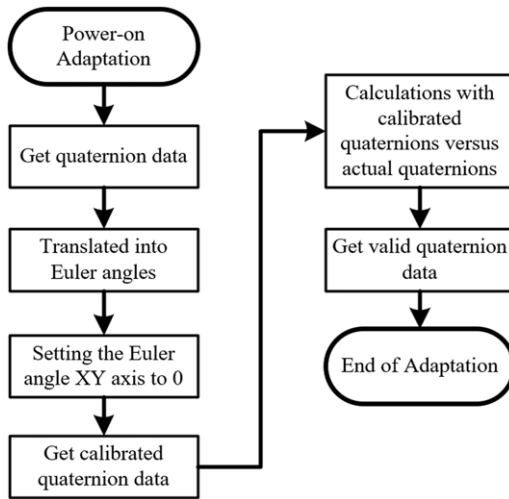 Power-on
Adaptation
Get quaternion data
Translated into
Euler angles
Setting the Euler
angle XY axis to 0
Get calibrated
quaternion data
Calculations with
calibrated
quaternions versus
actual quaternions
Get valid quaternion
data
End of Adaptation